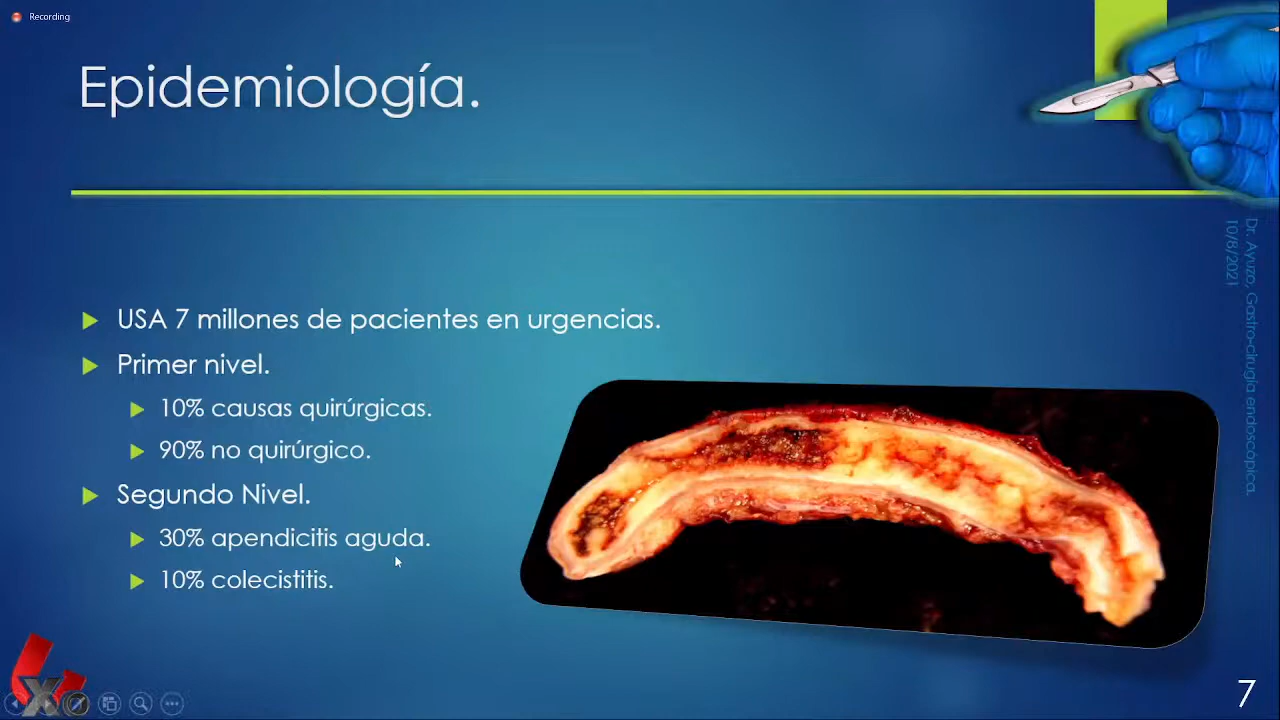 Recording
Epidemiología.
USA 7 millones de pacientes en urgencias.
Primer nivel.
10% causas quirúrgicas.
90% no quirúrgico.
Segundo Nivel.
30% apendicitis aguda.
10% colecistitis.
Dr. Ayuzo, Gastro-cirugía endoscópica.
10/8/2021
7